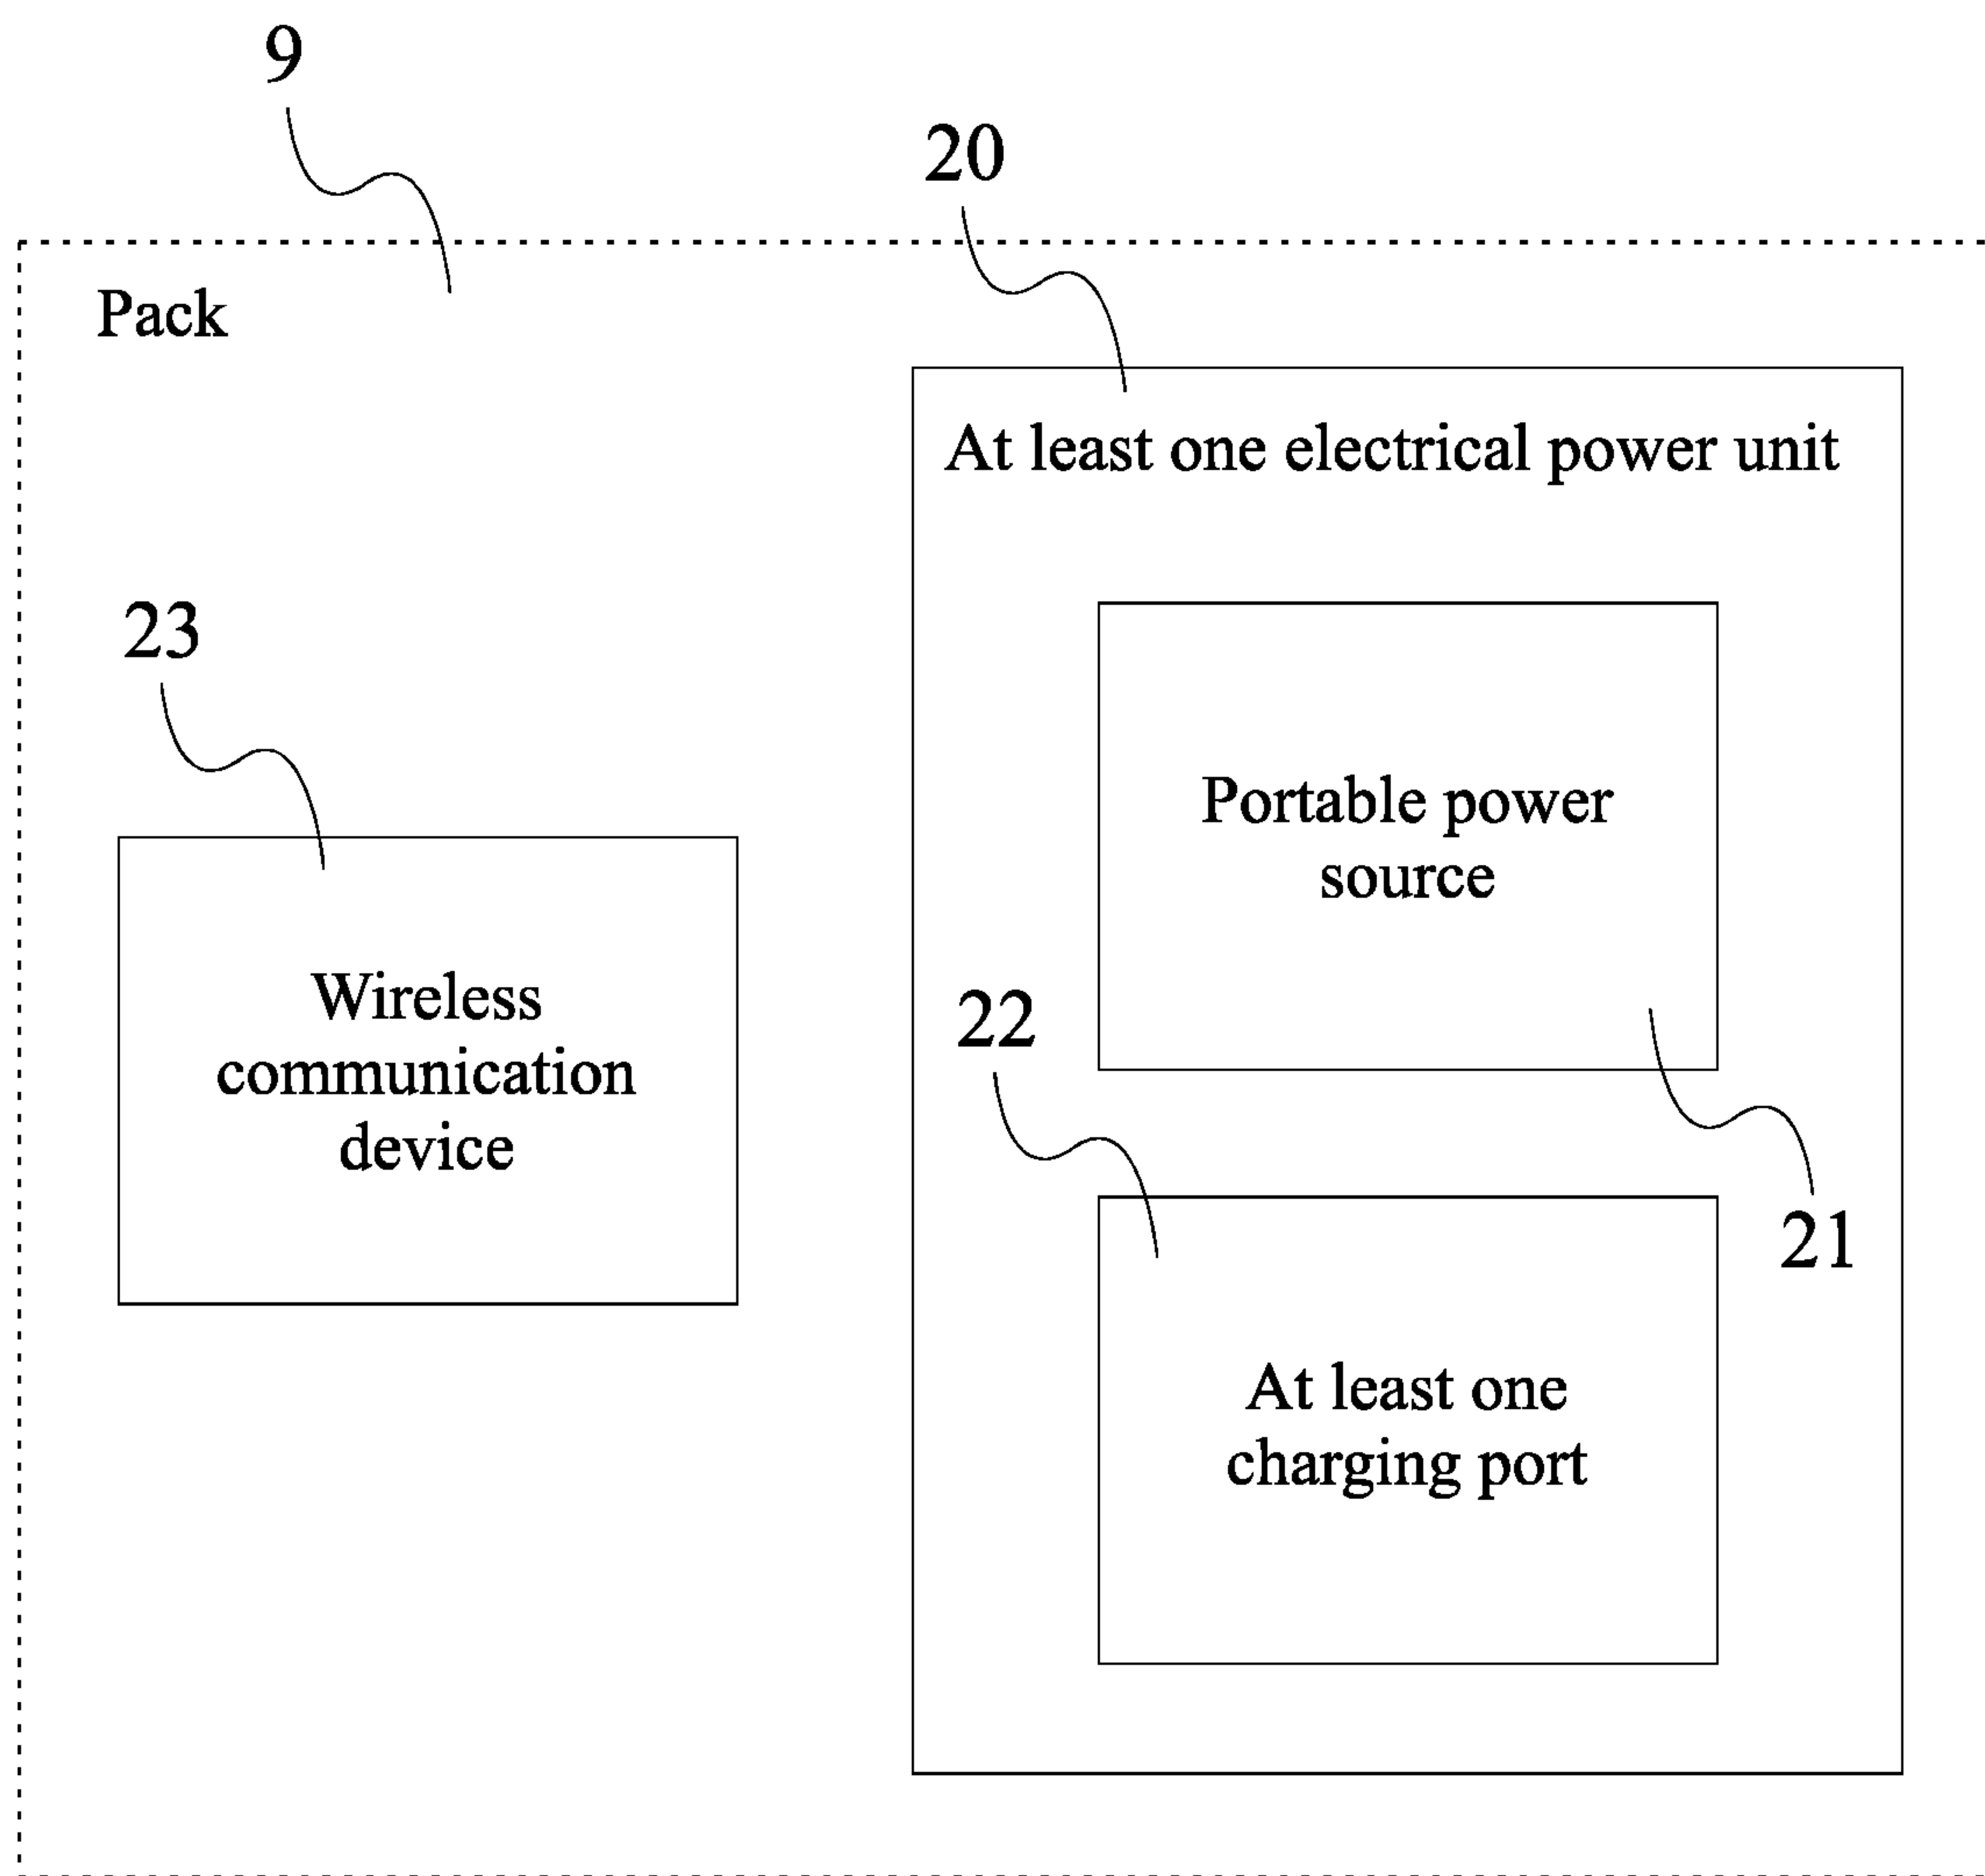 9
20
Pack
At least one electrical power unit
23
Portable power
source
Wireless
communication
device
22
21
At least one
charging port